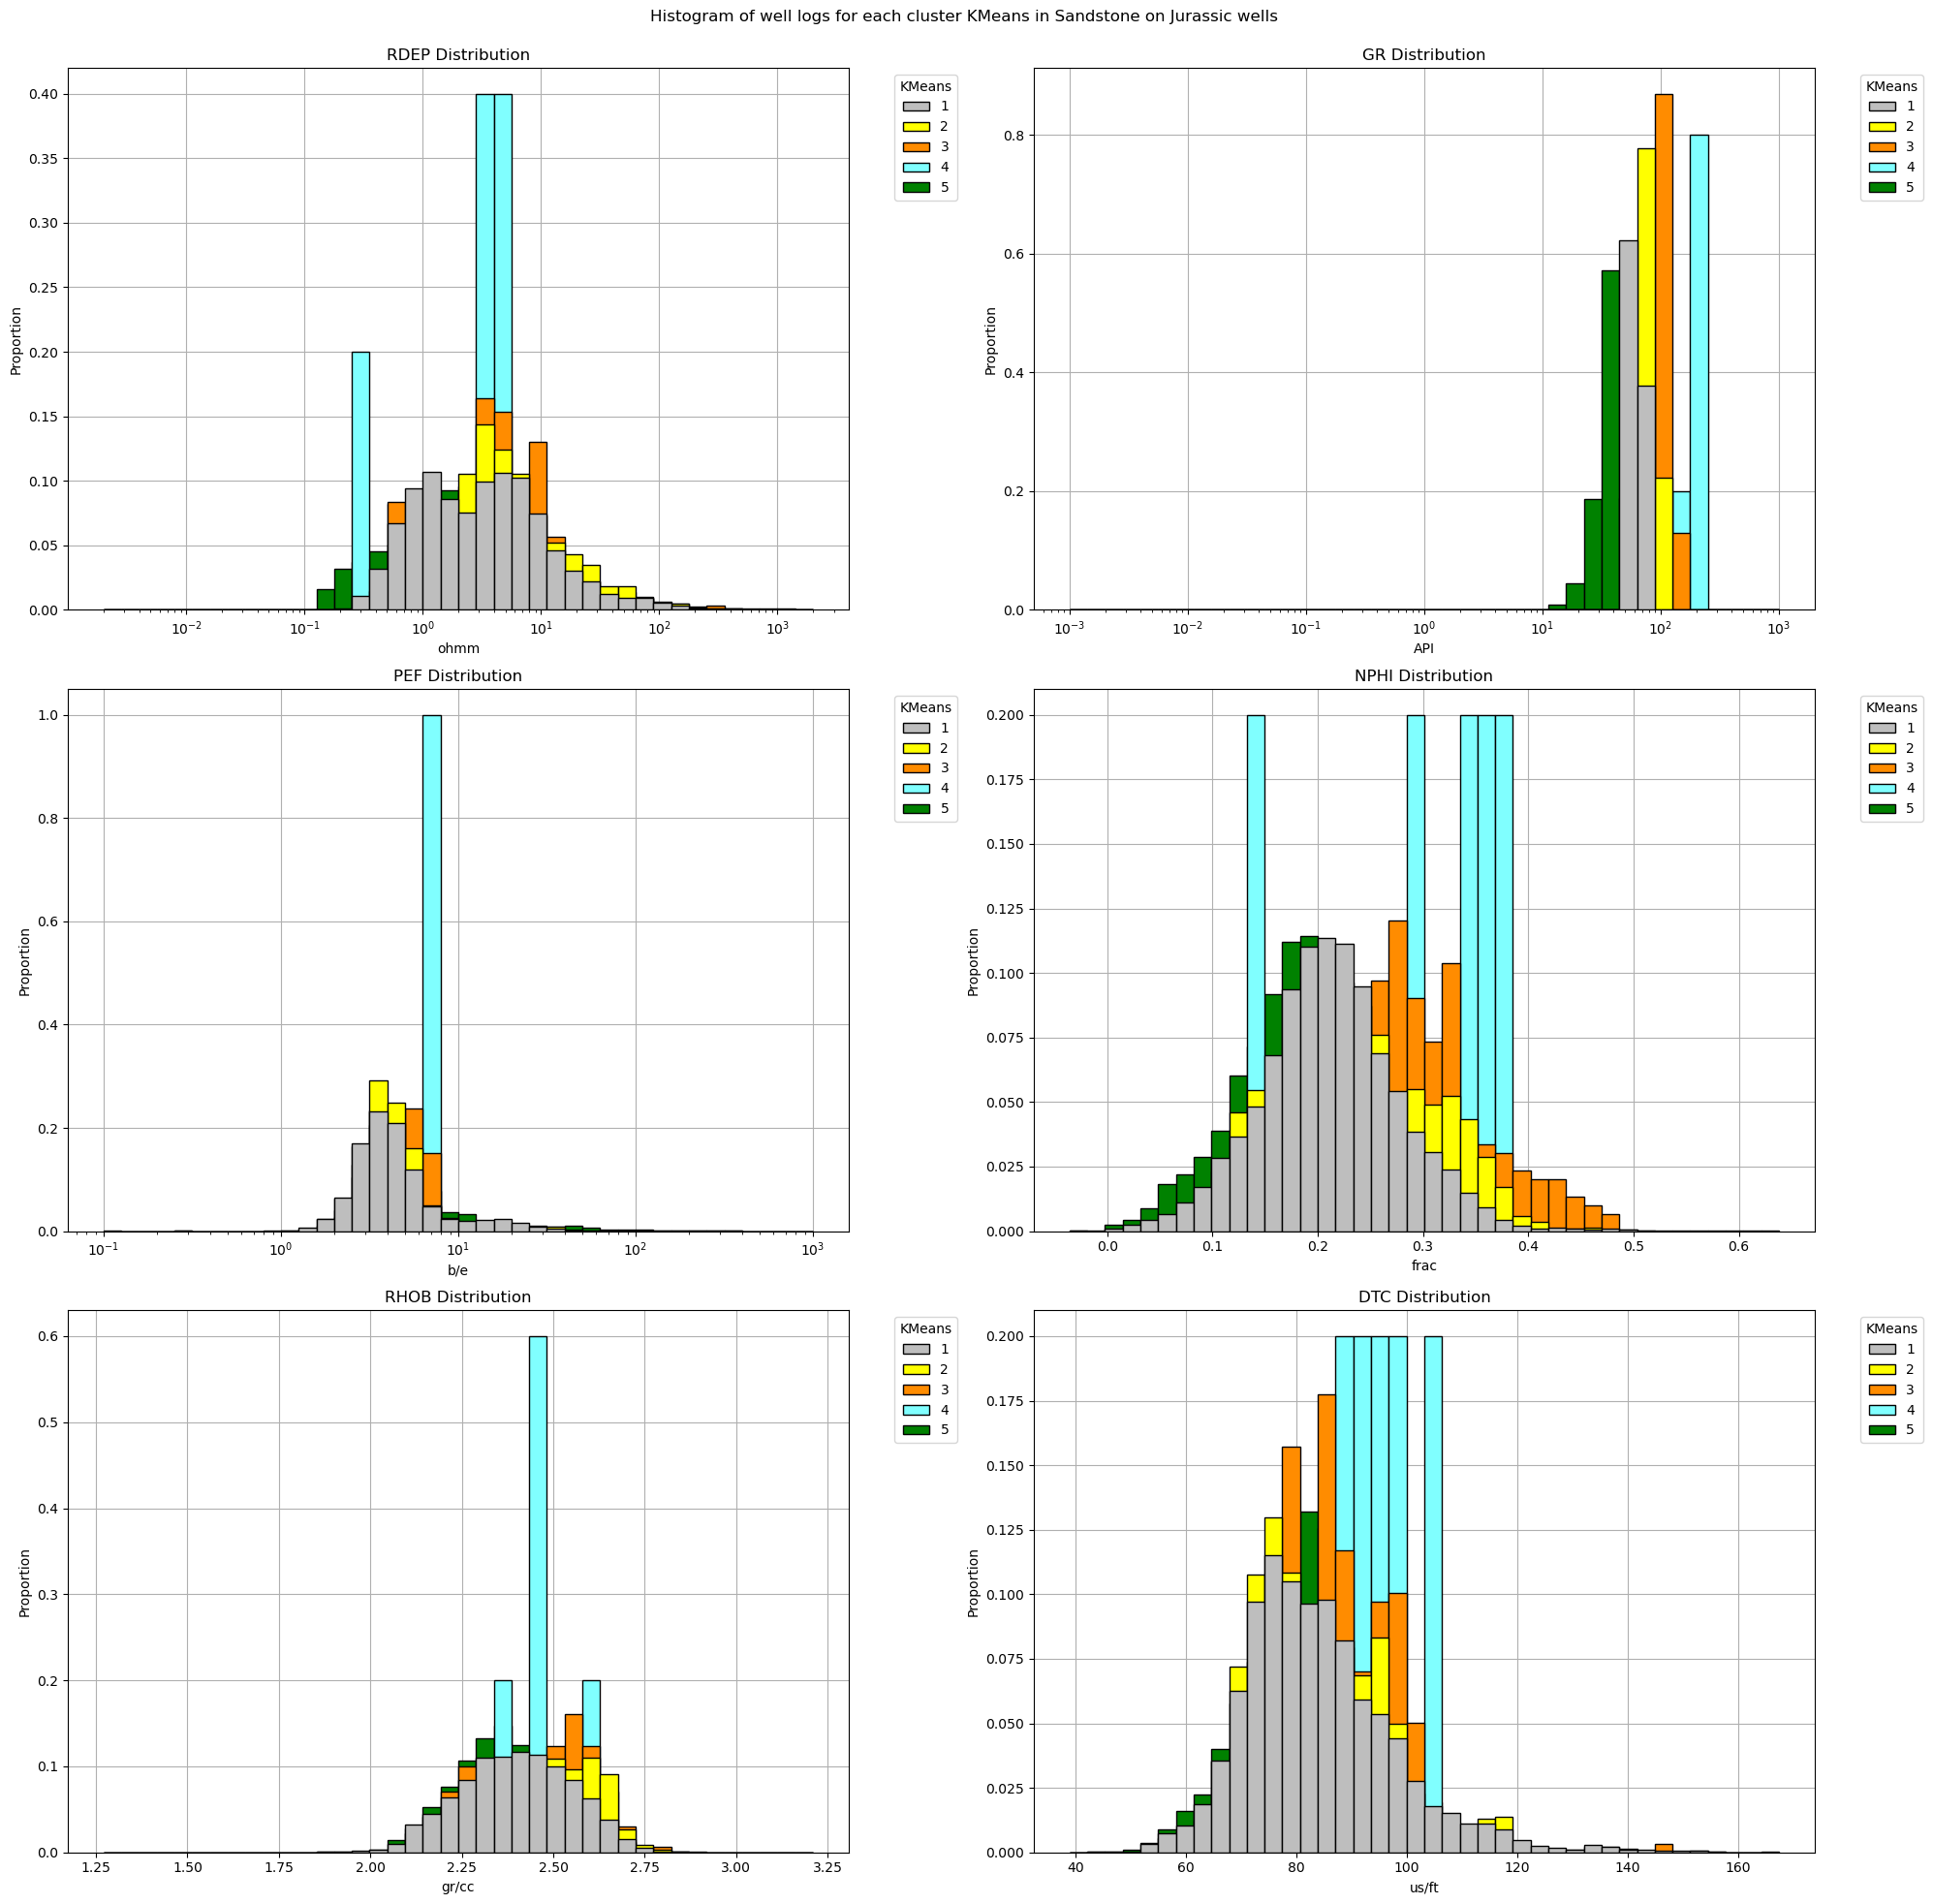 Histogram of well logs for each cluster KMeans in Sandstone on Jurassic wells
RDEP Distribution
Proportion
0.40
0.35
0.30
0.25
0.20
0.15
0.10
0.05
0.00
10⁻² 10⁻¹ 10⁰ 10¹ 10² 10³
ohmm
KMeans
1
2
3
4
5
GR Distribution
Proportion
0.8
0.6
0.4
0.2
0.0
10⁻³ 10⁻² 10⁻¹ 10⁰ 10¹ 10² 10³
API
KMeans
1
2
3
4
5
PEF Distribution
Proportion
1.0
0.8
0.6
0.4
0.2
0.0
10⁻¹ 10⁰ 10¹ 10² 10³
b/e
KMeans
1
2
3
4
5
NPHI Distribution
Proportion
0.200
0.175
0.150
0.125
0.100
0.075
0.050
0.025
0.000
0.0 0.1 0.2 0.3 0.4 0.5 0.6
frac
KMeans
1
2
3
4
5
RHOB Distribution
Proportion
0.6
0.5
0.4
0.3
0.2
0.1
0.0
1.25 1.50 1.75 2.00 2.25 2.50 2.75 3.00 3.25
gr/cc
KMeans
1
2
3
4
5
DTC Distribution
Proportion
0.200
0.175
0.150
0.125
0.100
0.075
0.050
0.025
0.000
40 60 80 100 120 140 160
us/ft
KMeans
1
2
3
4
5